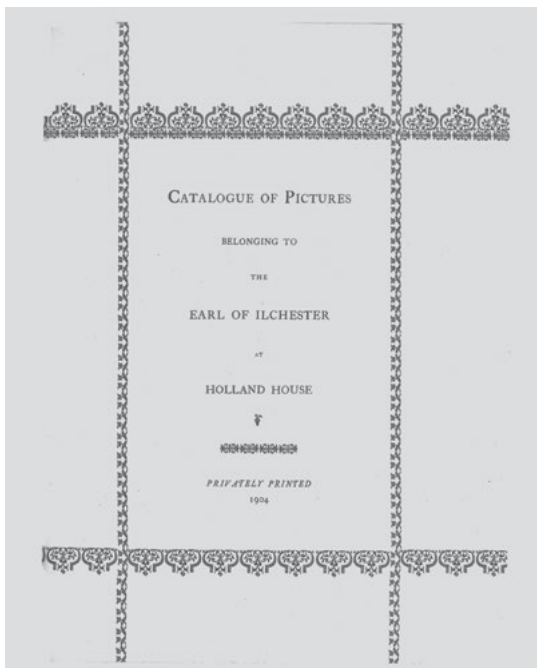 CATALOGUE OF PICTURES
BELONGING TO
THE
EARL OF ILCHESTER
AT
HOLLAND HOUSE
PRIVATELY PRINTED
1904